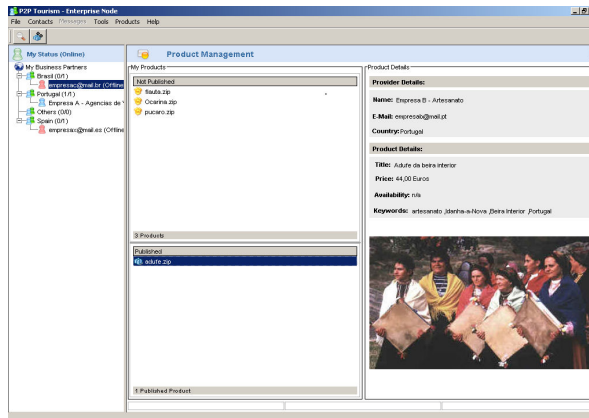 P2P Tourism - Enterprise Node
File Contacts Messages Tools Products Help
My Status (Online)
My Business Partners
Brasil (0/1)
empresac@mail.br (Offline
Portugal (1/1)
Empresa A - Agencias de
Others (0/0)
Spain (0/1)
empresax@mail.es (Offline
Product Management
My Products
Not Published
flauta.zip
Ocarina.zip
pucaro.zip
3 Products
Published
adufe.zip
1 Published Product
Product Details
Provider Details:
Name: Empresa B - Artesanato
E-Mail: empresab@mail.pt
Country: Portugal
Product Details:
Title: Adufe da beira interior
Price: 44,00 Euros
Availability: n/a
Keywords: artesanato ,Idanha-a-Nova ,Beira Interior ,Portugal